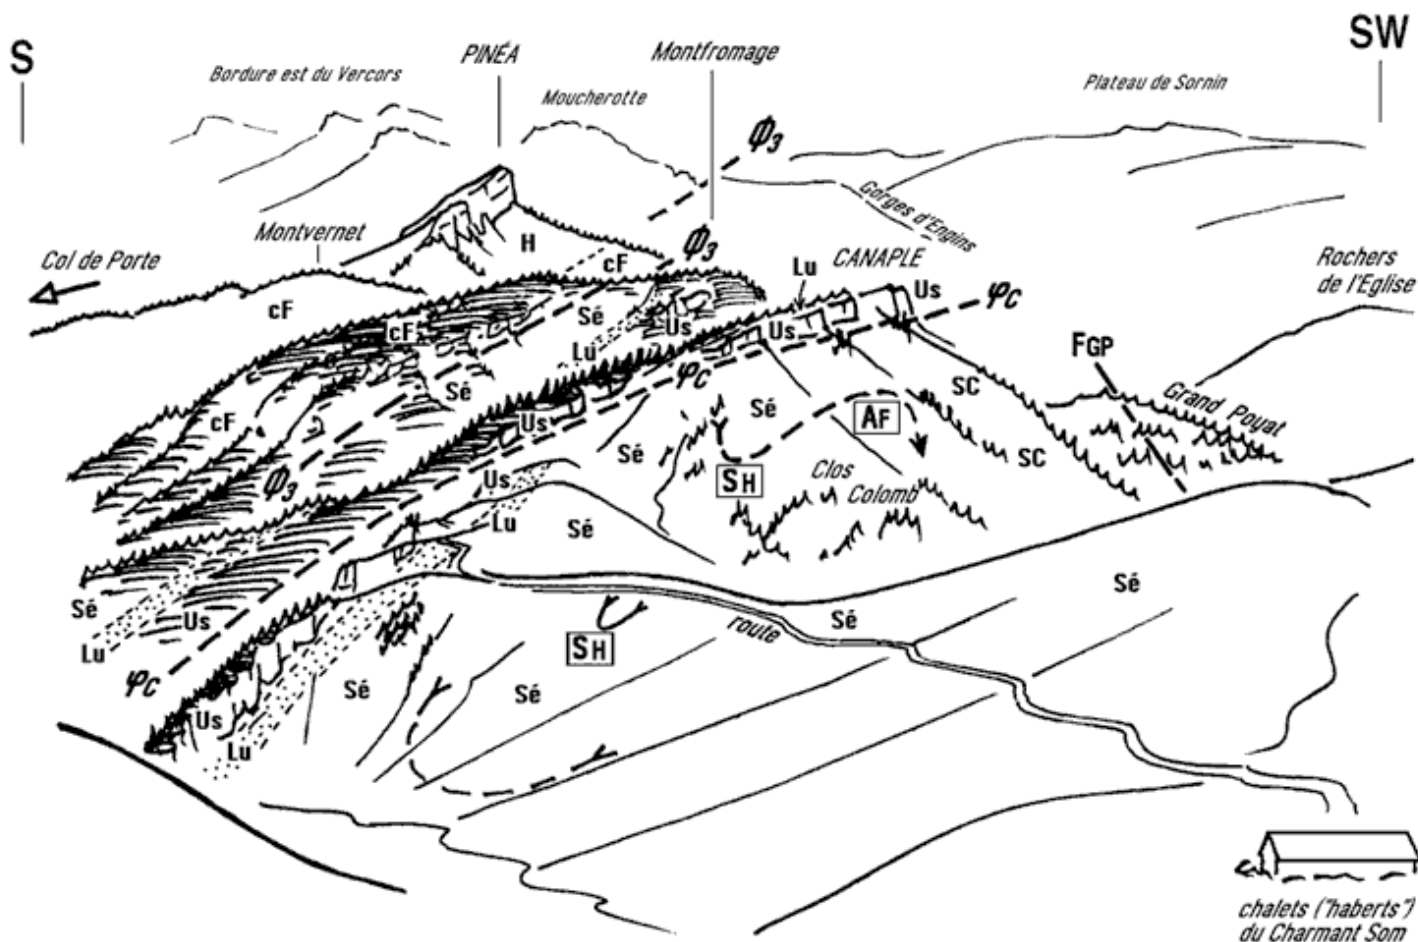 S
SW
PINÉA
Montfromage
Bordure est du Vercors
Moucherotte
Plateau de Sornin
Φ3
Gorges d'Engins
Montvernet
H
Col de Porte
cF
Φ3
Lu
CANAPLE
Us
φc
Rochers
de l'Eglise
cF
cF
Sé
Us
Us
Lu
φc
FGP
Grand Poyat
SC
Sé
Sé
AF
cF
Us
Sé
SC
Φ3
Us
SH
Clos
Colomb
Lu
Sé
Sé
Sé
Us
Lu
route
Sé
SH
φc
Sé
Sé
Us
Lu
chalets ("haberts")
du Charmant Som